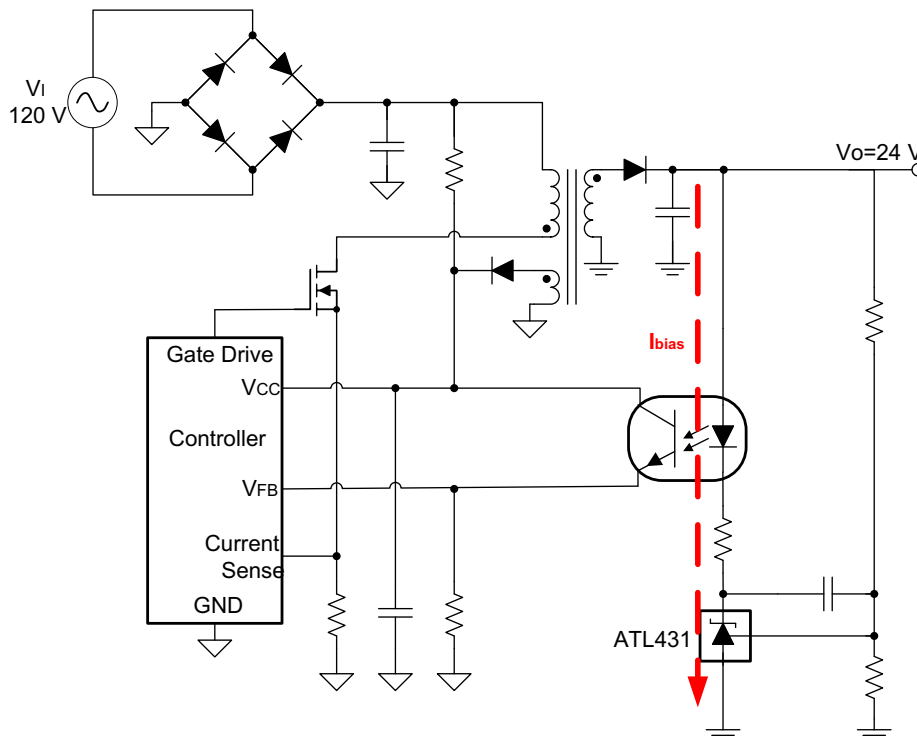 VI
120 V
Vo=24 V
Ibias
Gate Drive
VCC
Controller
VFB
Current
Sense
GND
ATL431